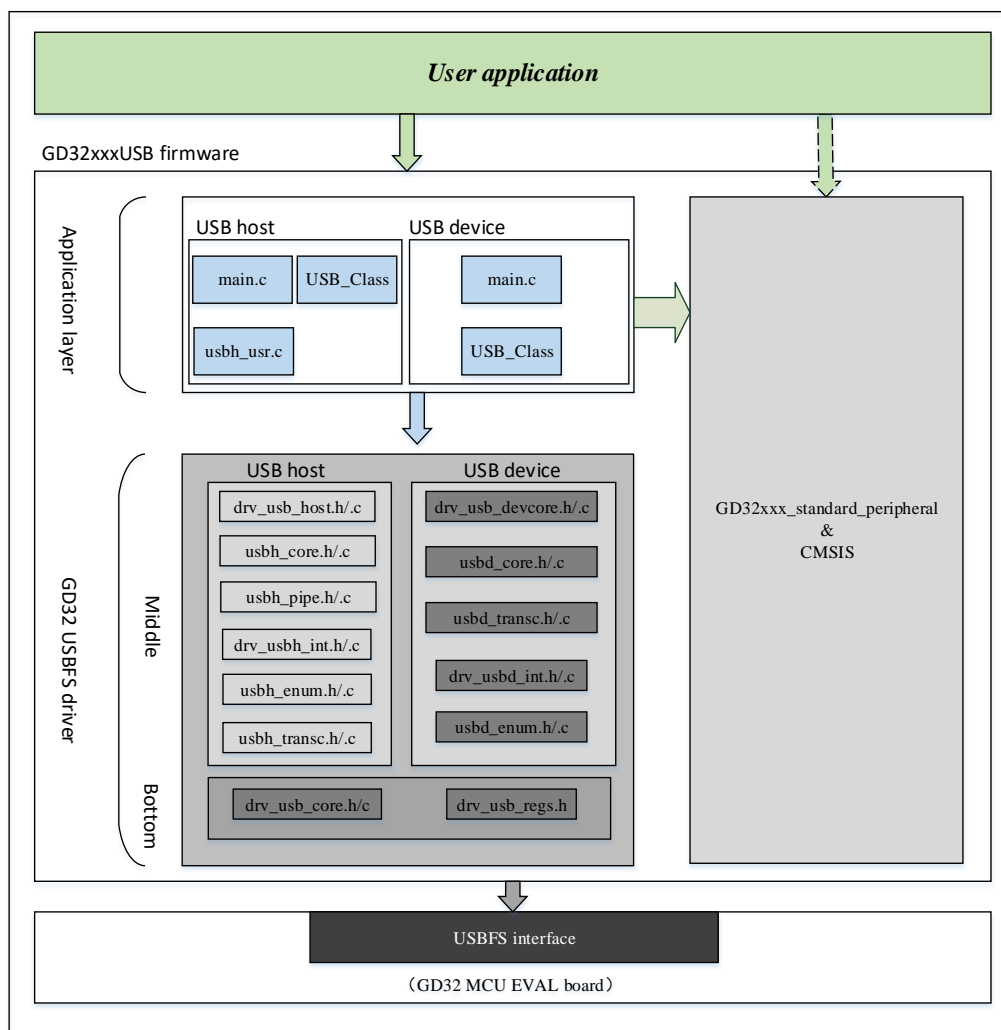 User application
GD32xxxUSB firmware
Application layer
USB host
main.c
USB_Class
usbh_usr.c
USB device
main.c
USB_Class
GD32 USBFS driver
Middle
USB host
drv_usb_host.h/.c
usbh_core.h/.c
usbh_pipe.h/.c
drv_usbh_int.h/.c
usbh_enum.h/.c
usbh_transc.h/.c
USB device
drv_usb_devcore.h/.c
usbd_core.h/.c
usbd_transc.h/.c
drv_usbd_int.h/.c
usbd_enum.h/.c
Bottom
drv_usb_core.h/c
drv_usb_regs.h
GD32xxx_standard_peripheral
&
CMSIS
USBFS interface
（GD32 MCU EVAL board）